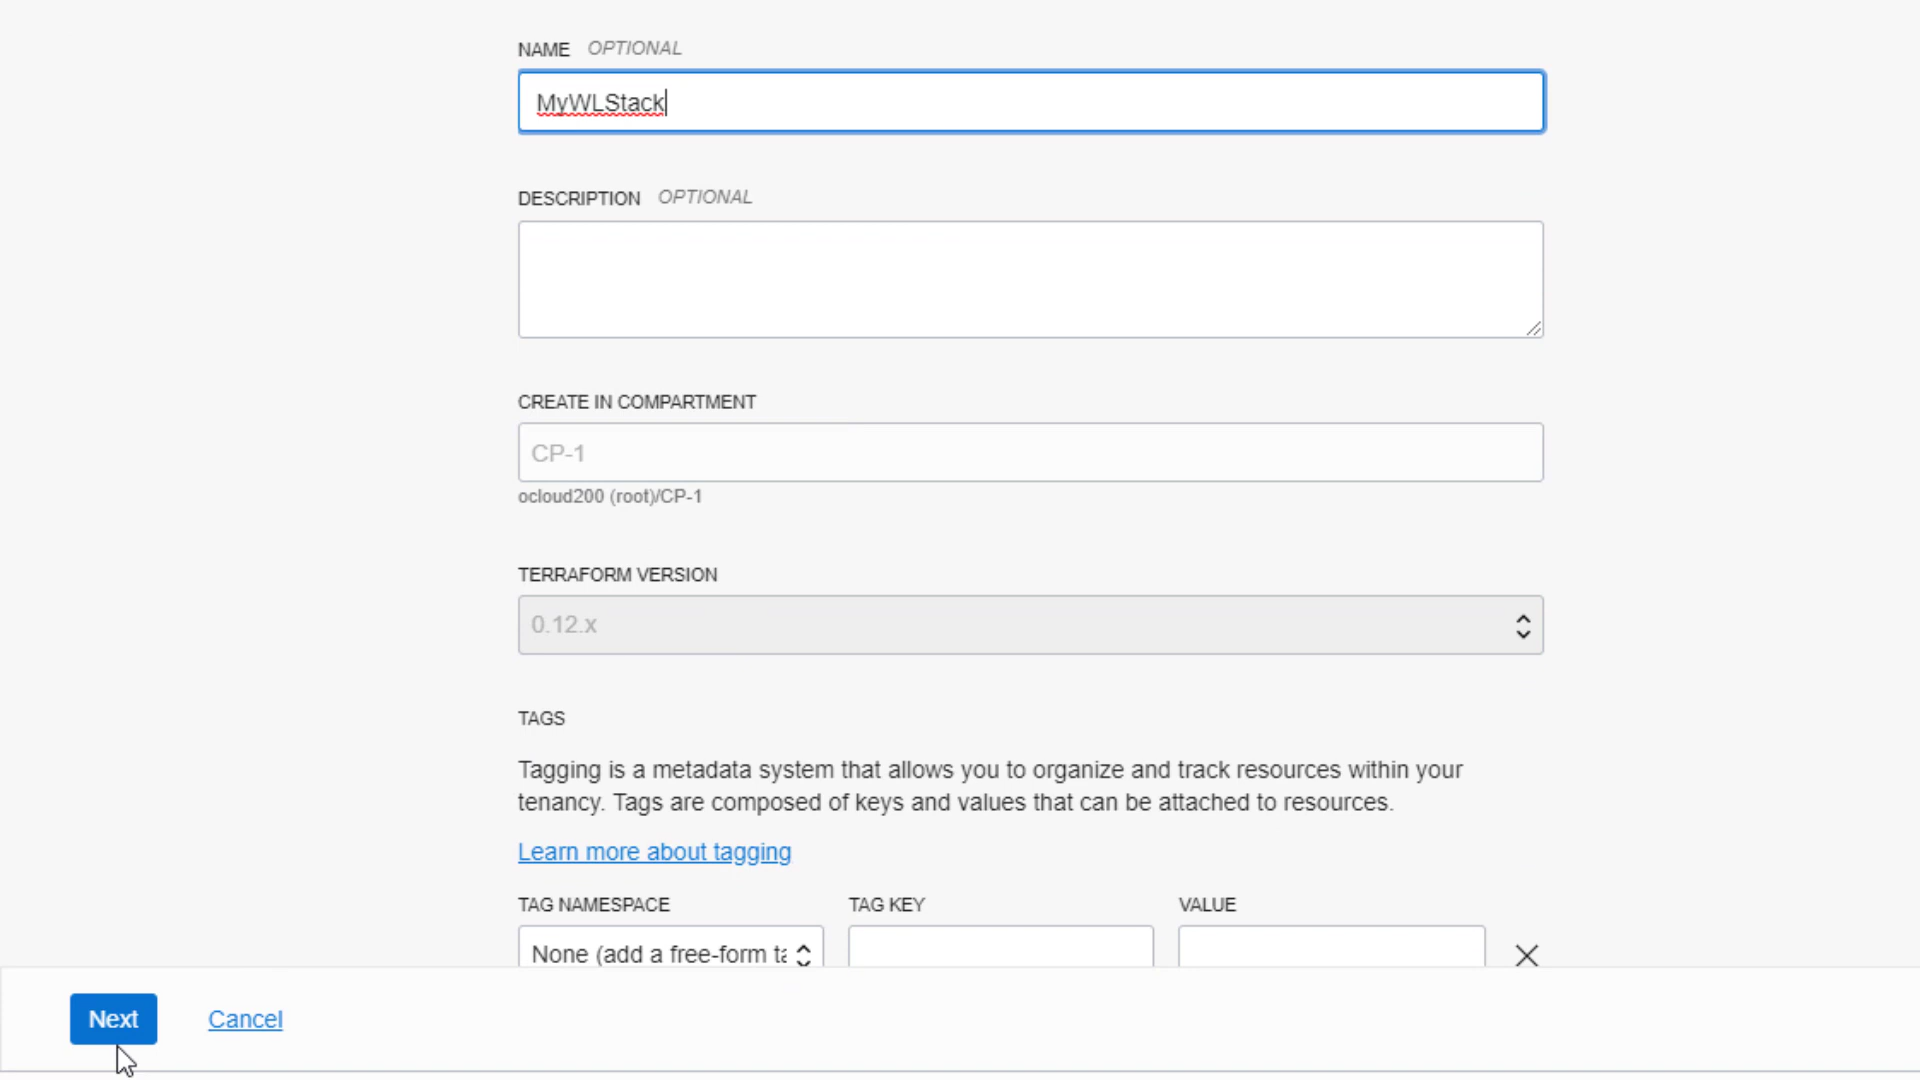 NAME OPTIONAL
MyWLStack
DESCRIPTION OPTIONAL
CREATE IN COMPARTMENT
CP-1
ocloud200 (root)/CP-1
TERRAFORM VERSION
0.12.x
TAGS
Tagging is a metadata system that allows you to organize and track resources within your
tenancy. Tags are composed of keys and values that can be attached to resources.
Learn more about tagging
TAG NAMESPACE TAG KEY VALUE
None (add a free-form ta
Next Cancel